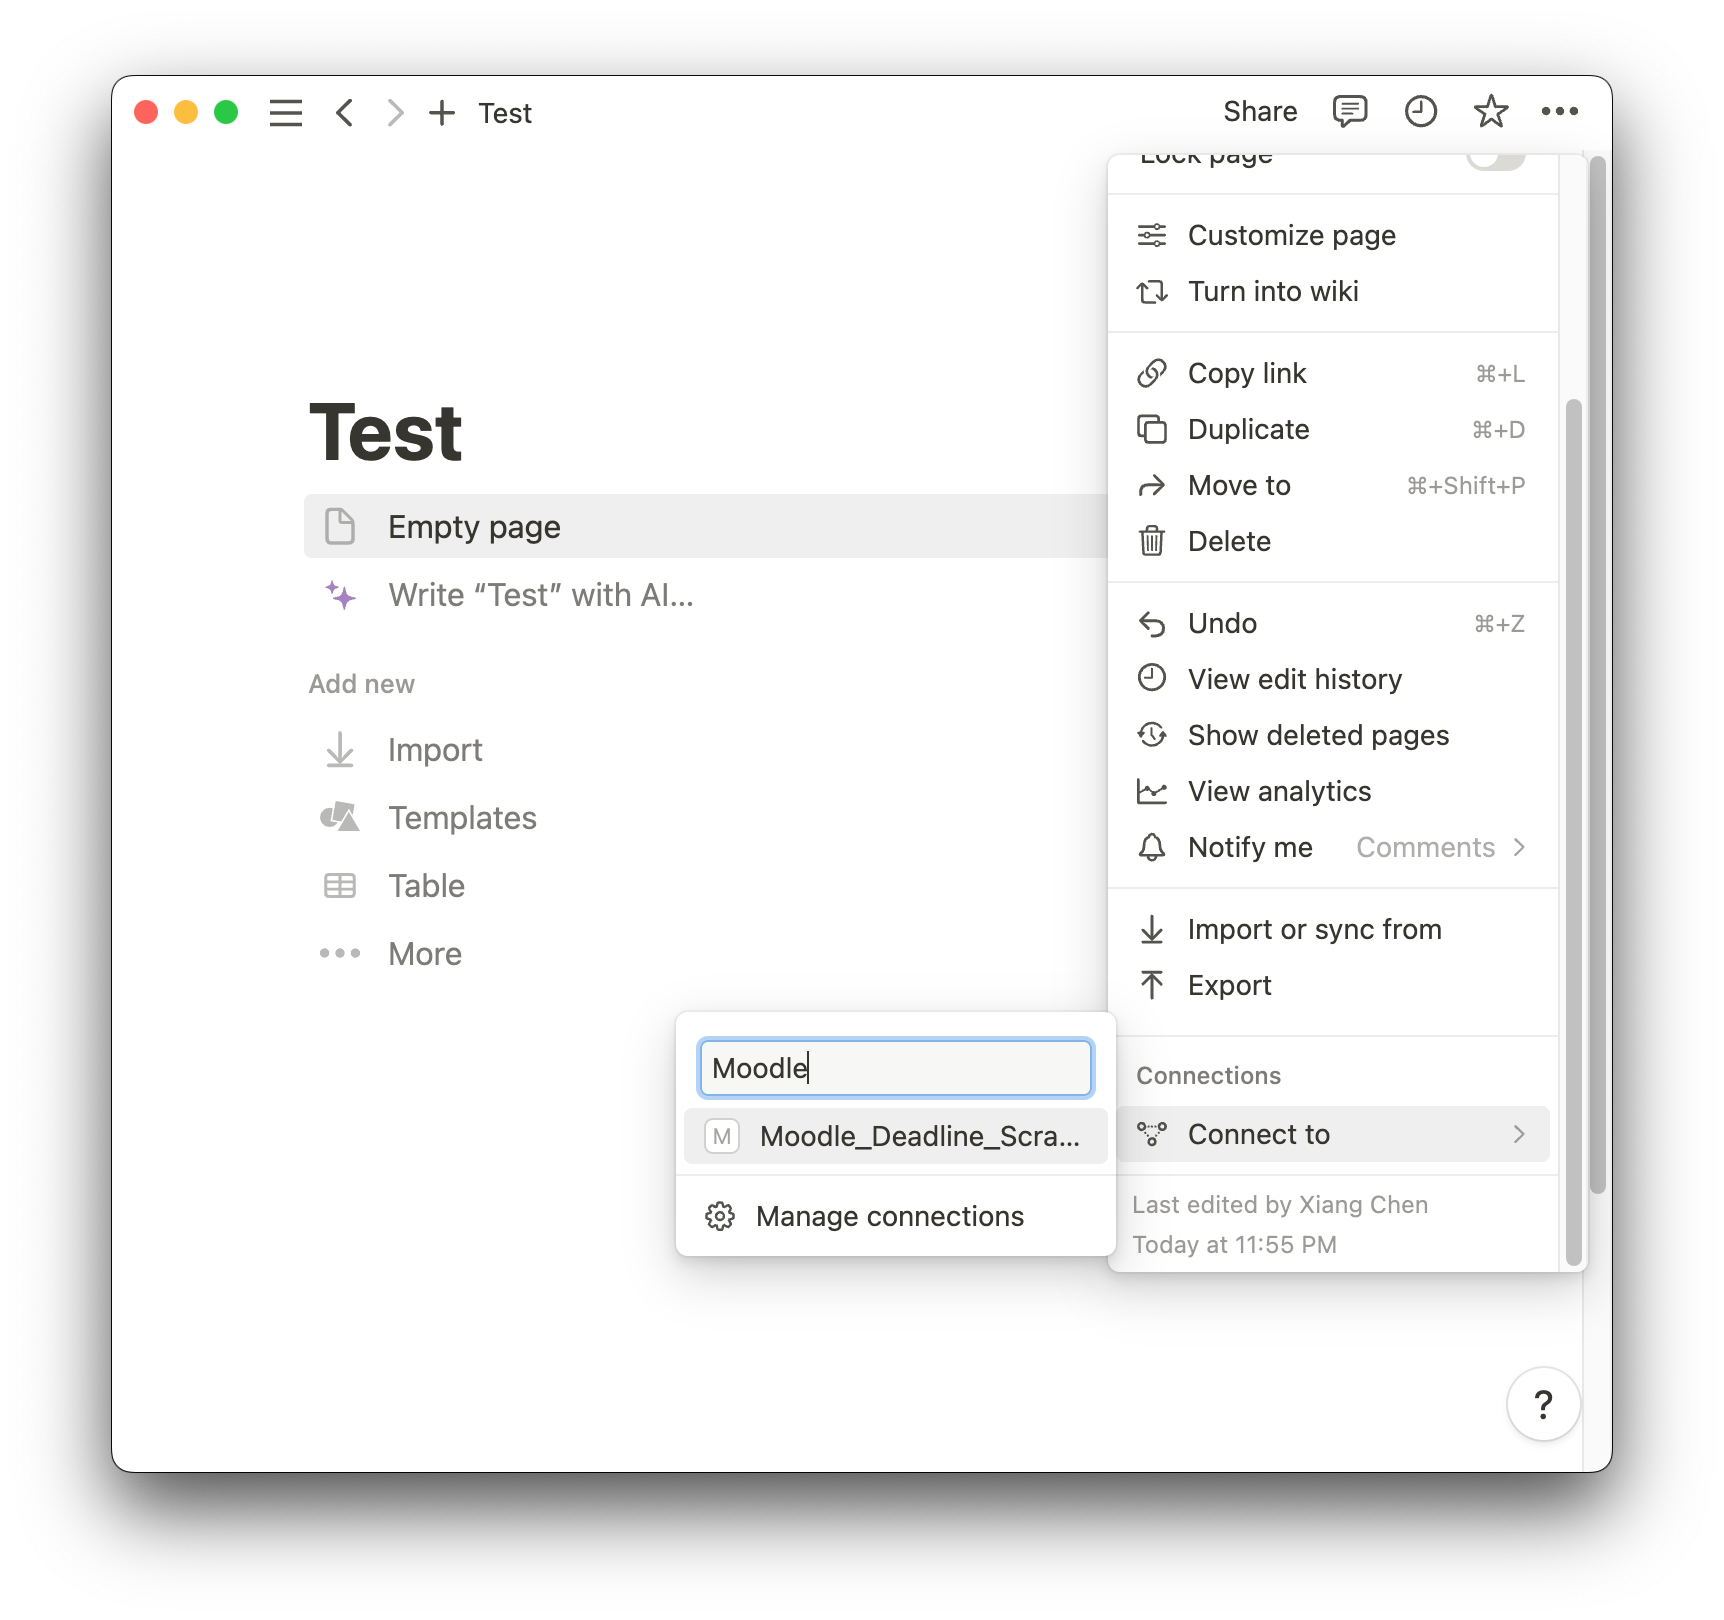 Test
Share
Lock page
Customize page
Turn into wiki
Copy link ⌘+L
Duplicate ⌘+D
Move to ⌘+Shift+P
Delete
Undo ⌘+Z
View edit history
Show deleted pages
View analytics
Notify me Comments
Import or sync from
Export
Connections
Connect to
Last edited by Xiang Chen
Today at 11:55 PM
Test
Empty page
Write “Test” with AI...
Add new
Import
Templates
Table
More
Moodle
M Moodle_Deadline_Scra...
Manage connections
?